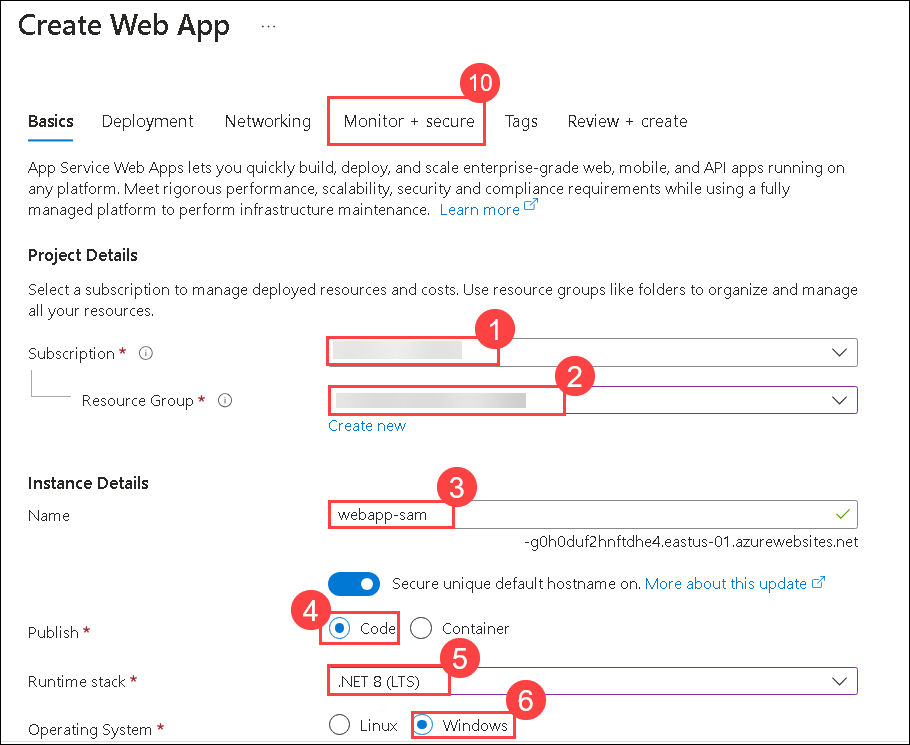 Create Web App ...
10
Basics Deployment Networking Monitor + secure Tags Review + create
App Service Web Apps lets you quickly build, deploy, and scale enterprise-grade web, mobile, and API apps running on
any platform. Meet rigorous performance, scalability, security and compliance requirements while using a fully
managed platform to perform infrastructure maintenance. Learn more
Project Details
Select a subscription to manage deployed resources and costs. Use resource groups like folders to organize and manage
all your resources.
1
Subscription *
2
Resource Group *
Create new
Instance Details
3
Name webapp-sam
-g0h0duf2hnftdhe4.eastus-01.azurewebsites.net
Secure unique default hostname on. More about this update
4
Publish * Code Container
5
Runtime stack * .NET 8 (LTS)
6
Operating System * Linux Windows